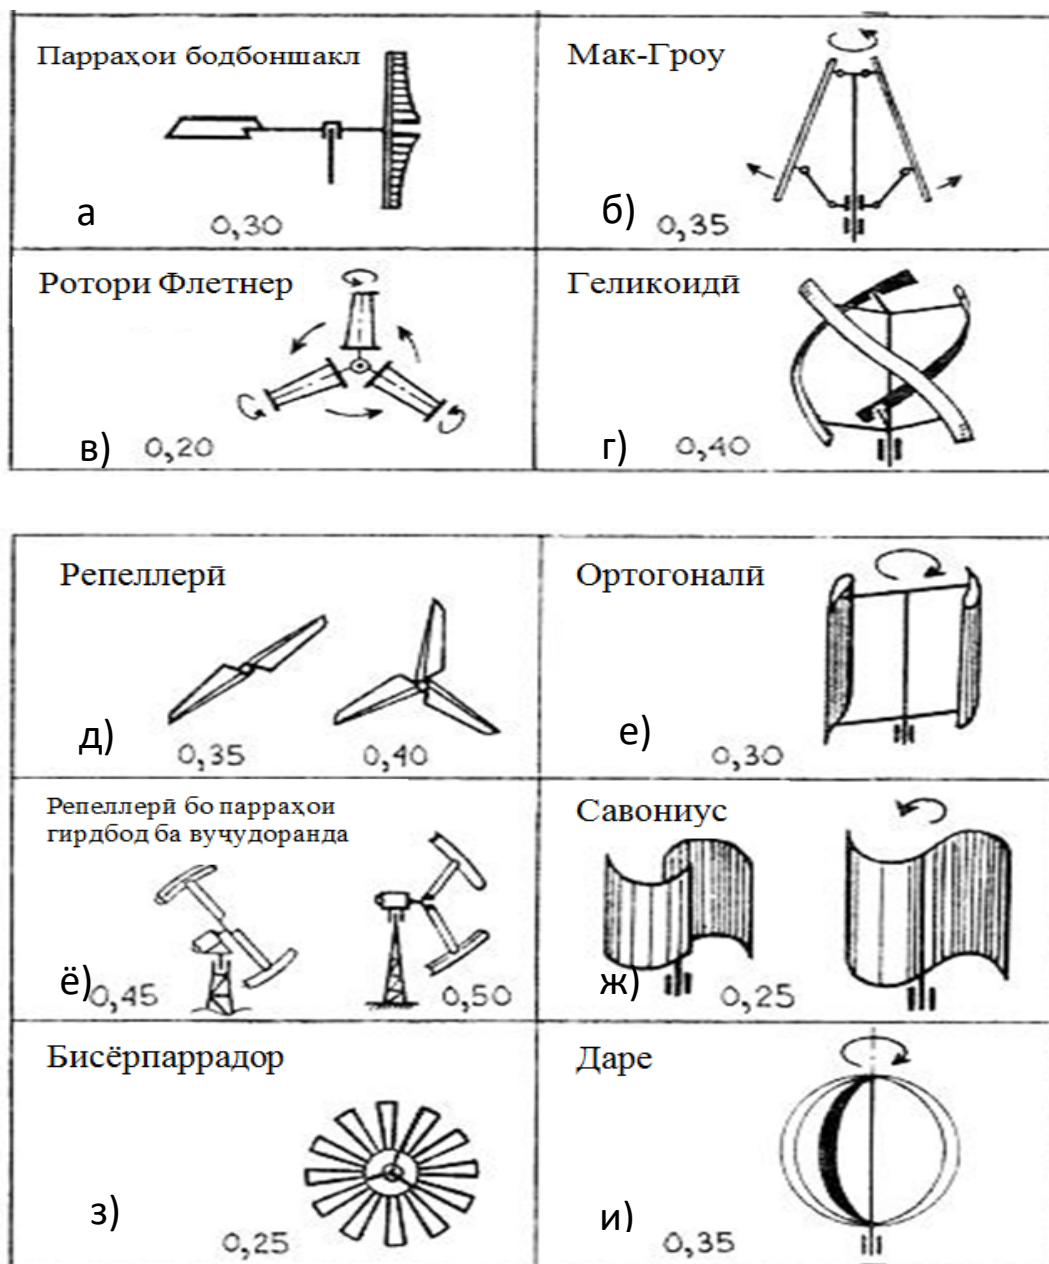 Парраҳои бодбоншакл
а
0,30
Мак-Гроу
б) 0,35
Ротори Флетнер
в) 0,20
Геликоидӣ
г) 0,40
Репеллерӣ
д) 0,35 0,40
Ортогоналӣ
е) 0,30
Репеллерӣ бо парраҳои
гирдбод ба вуҷудоранда
ё) 0,45 0,50
Савониус
ж) 0,25
Бисёрпаррадор
з) 0,25
Даре
и) 0,35